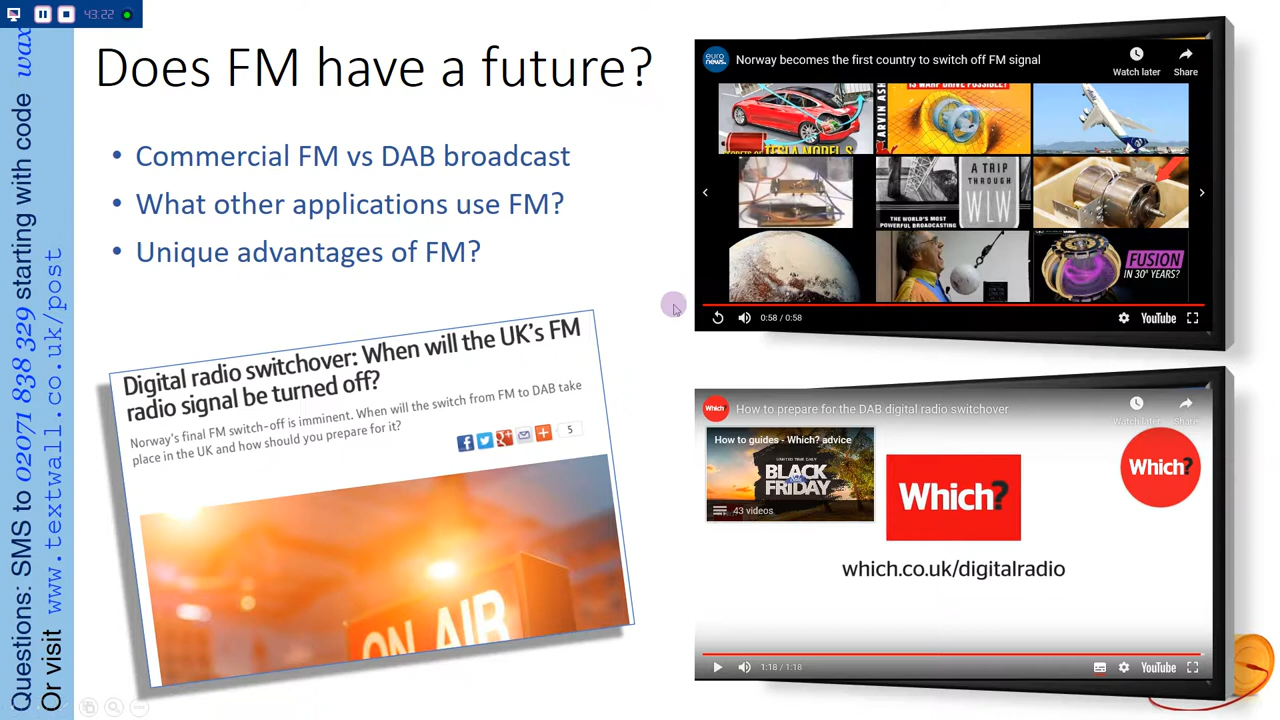 43.22
Does FM have a future?
• Commercial FM vs DAB broadcast
• What other applications use FM?
• Unique advantages of FM?
Questions: SMS to 02071 838 329 starting with code wax
Or visit www.textwall.co.uk/post
Digital radio switchover: When will the UK's FM
radio signal be turned off?
Norway's final FM switch-off is imminent. When will the switch from FM to DAB take
place in the UK and how should you prepare for it?
5
ON AIR
euro
news.
Norway becomes the first country to switch off FM signal
Watch later
Share
IS WARP DRIVE POSSIBLE?
SECRETS OF TESLA MODEL S
A TRIP
THROUGH
WLW
THE WORLD'S MOST
POWERFUL BROADCASTING
FUSION
IN 30 YEARS?
0:58 / 0:58
YouTube
Which?
How to prepare for the DAB digital radio switchover
Watch later
Share
How to guides - Which? advice
BLACK
FRIDAY
43 videos
Which?
Which?
which.co.uk/digitalradio
1:18 / 1:18
YouTube